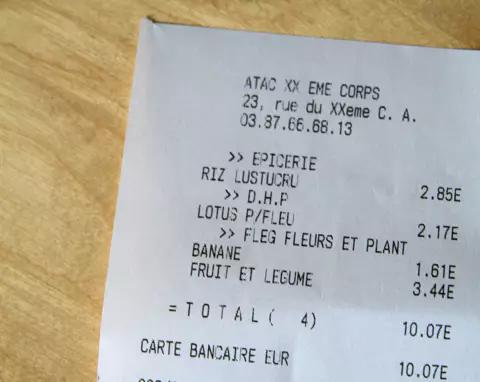 ATAC XX EME CORPS
23, rue du XXeme C. A.
03.87.66.68.13
>> EPICERIE
RIZ LUSTUCRU 2.85E
>> D.H.P
LOTUS P/FLEU 2.17E
>> FLEG FLEURS ET PLANT
BANANE 1.61E
FRUIT ET LEGUME 3.44E
=TOTAL( 4) 10.07E
CARTE BANCAIRE EUR 10.07E